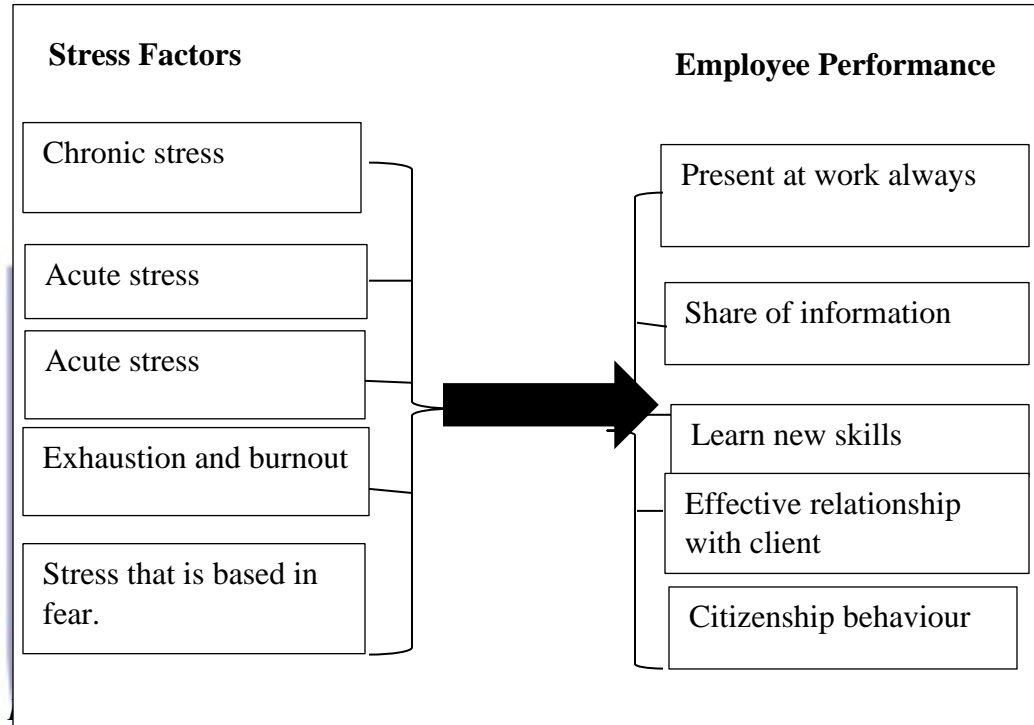 Stress Factors
Chronic stress
Acute stress
Acute stress
Exhaustion and burnout
Stress that is based in
fear.
Employee Performance
Present at work always
Share of information
Learn new skills
Effective relationship
with client
Citizenship behaviour